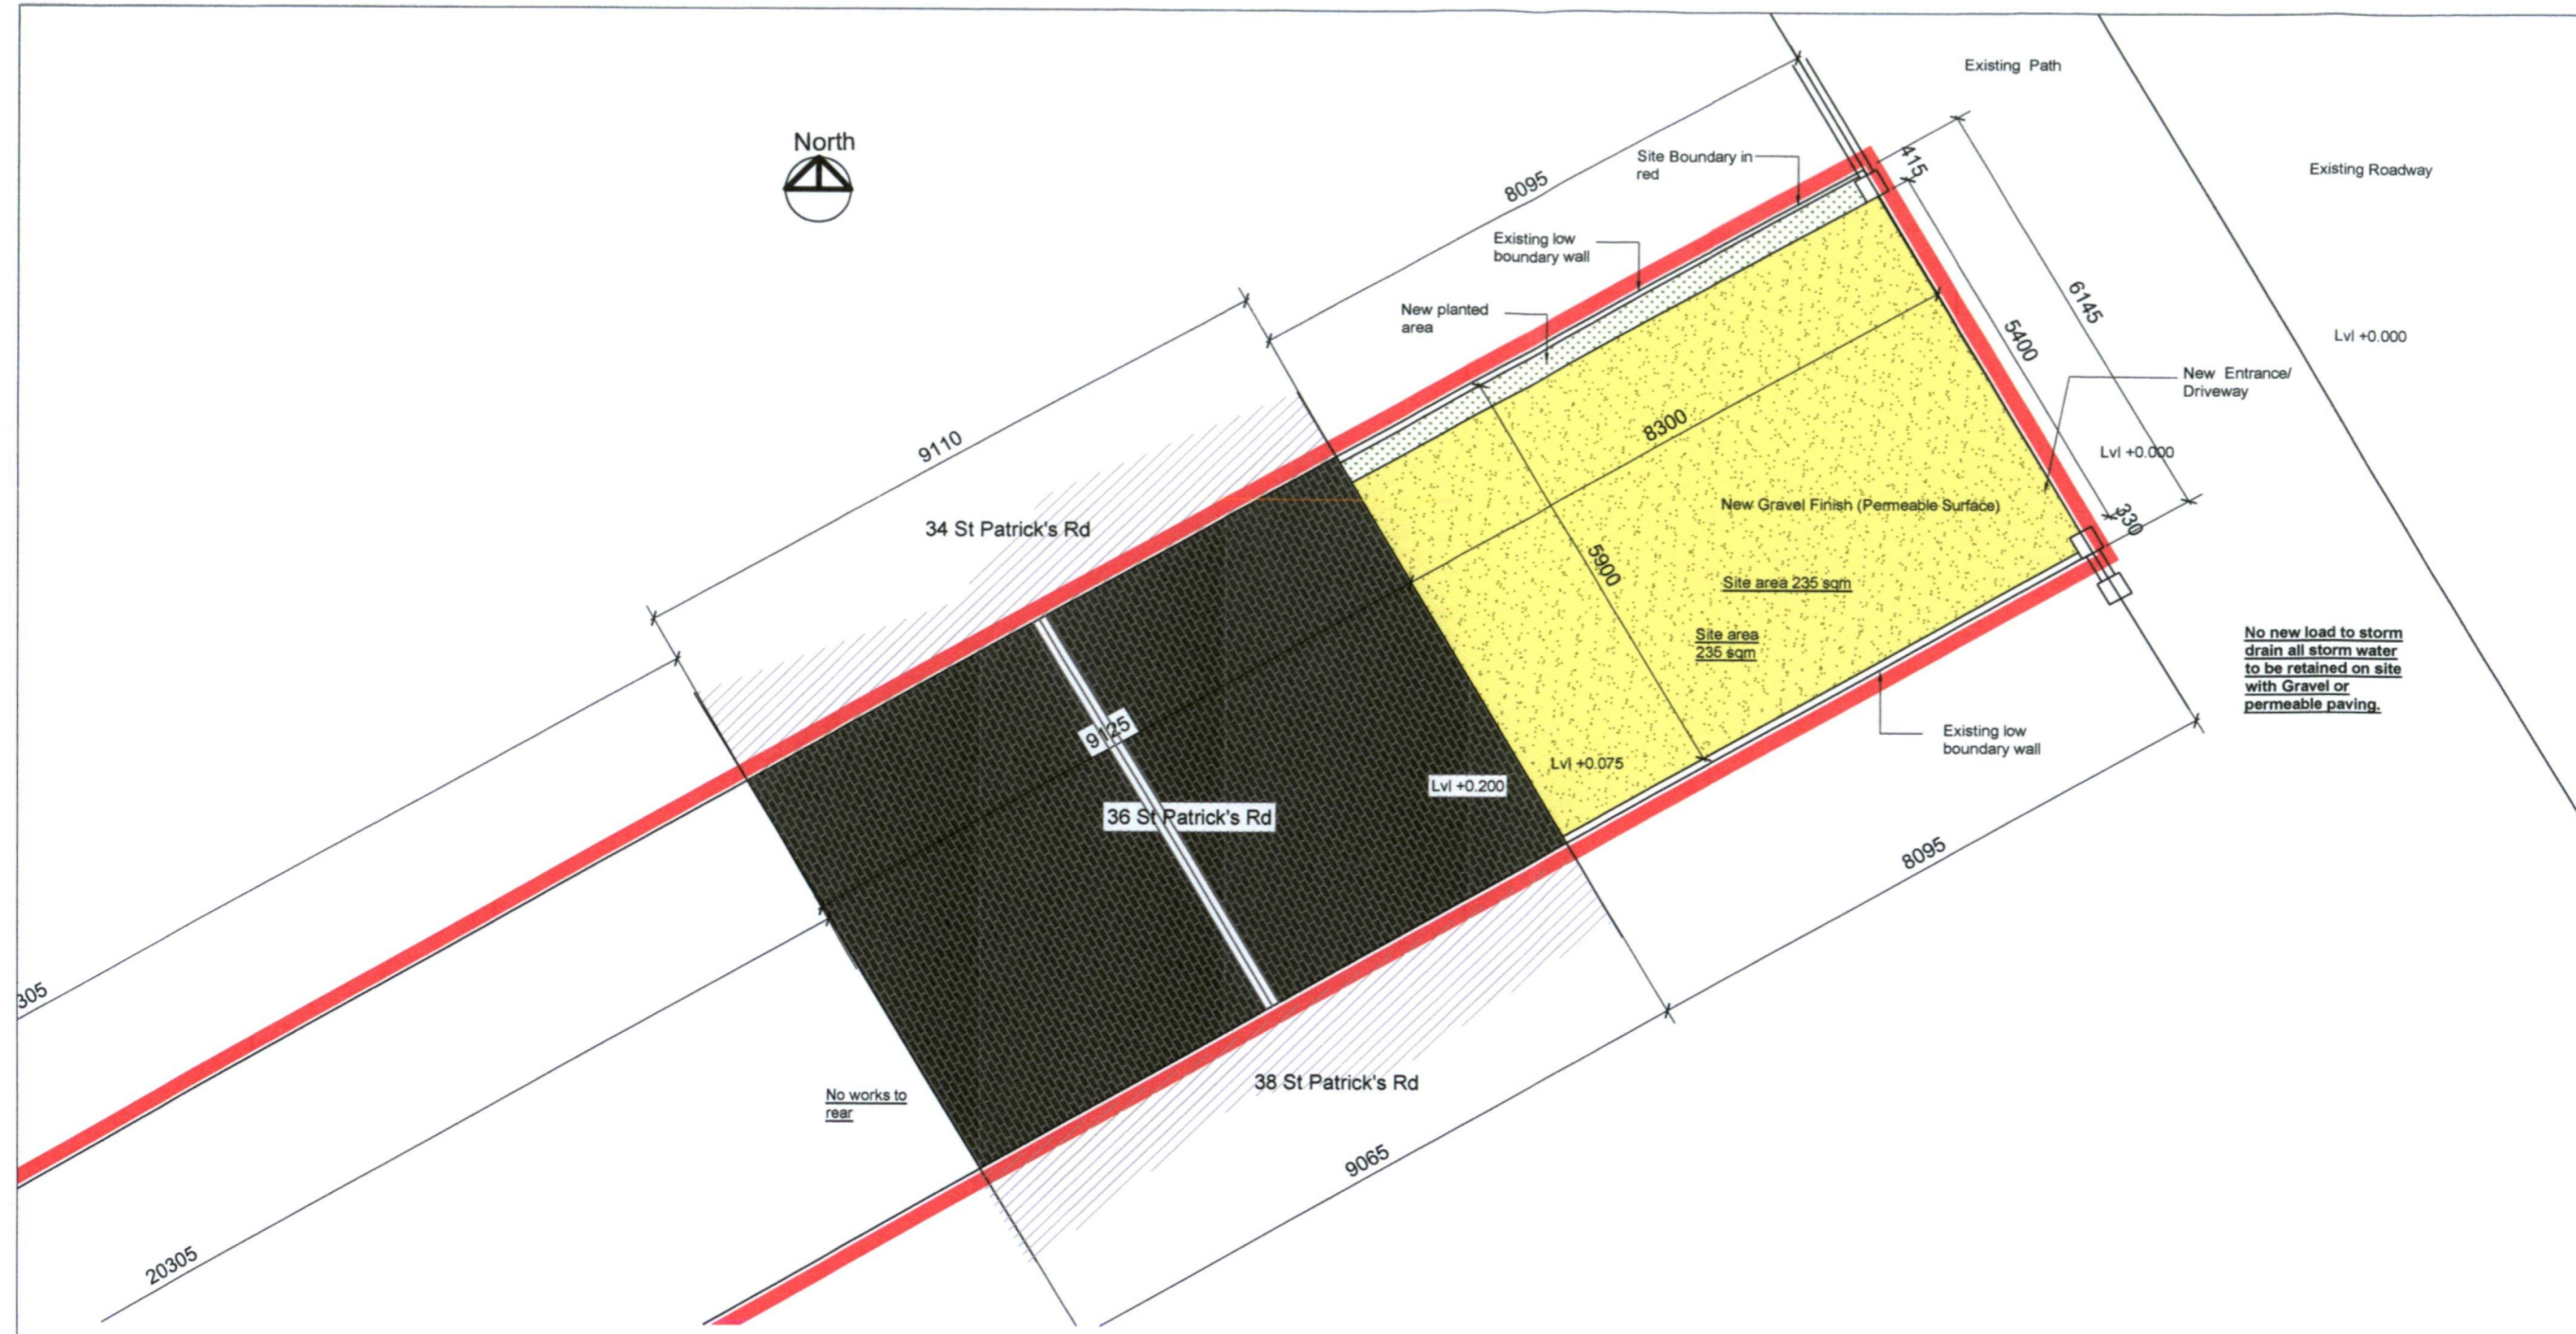 Existing Path
North
Site Boundary in
red
415
Existing Roadway
8095
Existing low
boundary wall
6145
New planted
area
5400
Lvl +0.000
New Entrance/
Driveway
8300
9110
Lvl +0.000
New Gravel Finish (Permeable Surface)
330
34 St Patrick's Rd
5900
Site area 235 sqm
Site area
235 sqm
No new load to storm
drain all storm water
to be retained on site
with Gravel or
permeable paving.
9125
Existing low
boundary wall
Lvl +0.075
Lvl +0.200
36 St Patrick's Rd
8095
305
38 St Patrick's Rd
No works to
rear
9065
20305